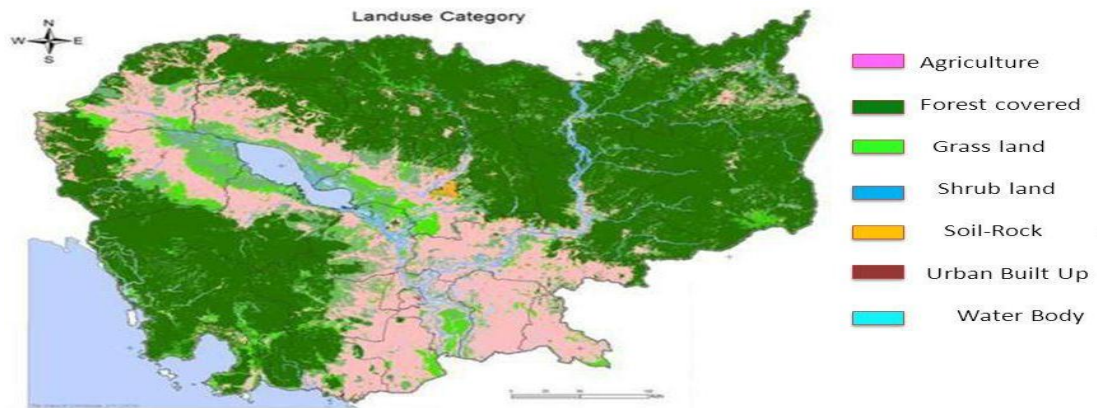 Landuse Category
N
W E
S
Agriculture
Forest covered
Grass land
Shrub land
Soil-Rock
Urban Built Up
Water Body